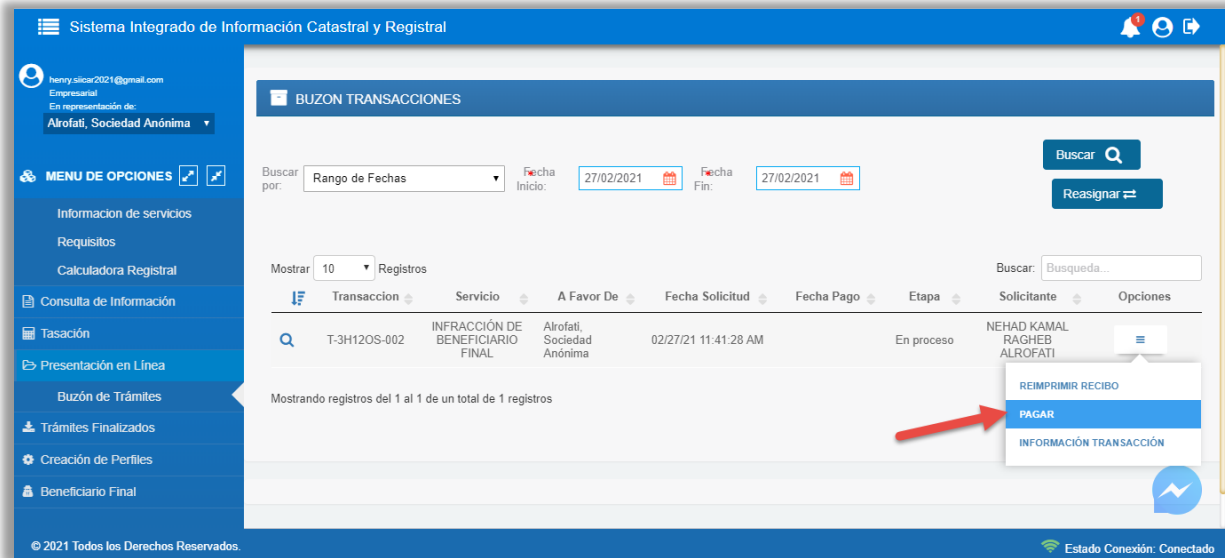 Sistema Integrado de Información Catastral y Registral
1
henry.siicar2021@gmail.com
Empresarial
En representación de:
Alrofati, Sociedad Anónima
MENU DE OPCIONES
Informacion de servicios
Requisitos
Calculadora Registral
Consulta de Información
Tasación
Presentación en Línea
Buzón de Trámites
Trámites Finalizados
Creación de Perfiles
Beneficiario Final
BUZON TRANSACCIONES
Buscar por:
Rango de Fechas
Fecha Inicio:
27/02/2021
Fecha Fin:
27/02/2021
Buscar
Reasignar
Mostrar 10 Registros
Buscar: Busqueda...
Transaccion Servicio A Favor De Fecha Solicitud Fecha Pago Etapa Solicitante Opciones
T-3H12OS-002
INFRACCIÓN DE
BENEFICIARIO
FINAL
Alrofati,
Sociedad
Anónima
02/27/21 11:41:28 AM
En proceso
NEHAD KAMAL
RAGHEB
ALROFATI
REIMPRIMIR RECIBO
PAGAR
INFORMACIÓN TRANSACCIÓN
Mostrando registros del 1 al 1 de un total de 1 registros
© 2021 Todos los Derechos Reservados.
Estado Conexión: Conectado